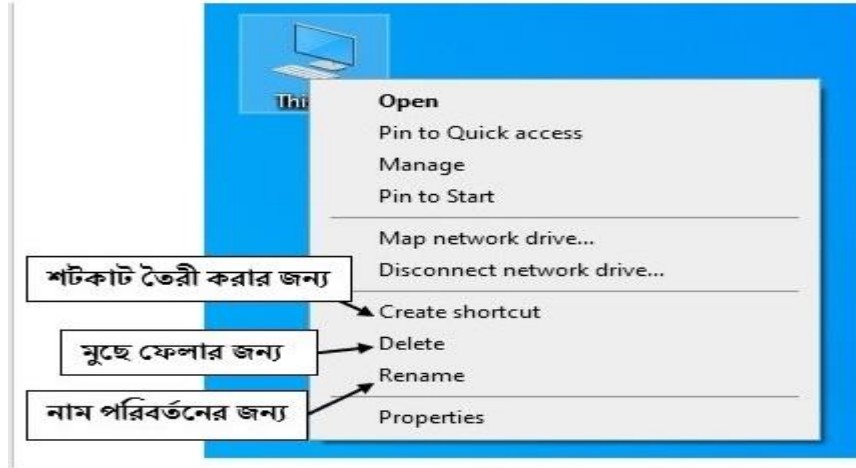 Thi
Open
Pin to Quick access
Manage
Pin to Start
Map network drive...
Disconnect network drive...
শটকাট তৈরী করার জন্য
Create shortcut
মুছে ফেলার জন্য
Delete
Rename
নাম পরিবর্তনের জন্য
Properties